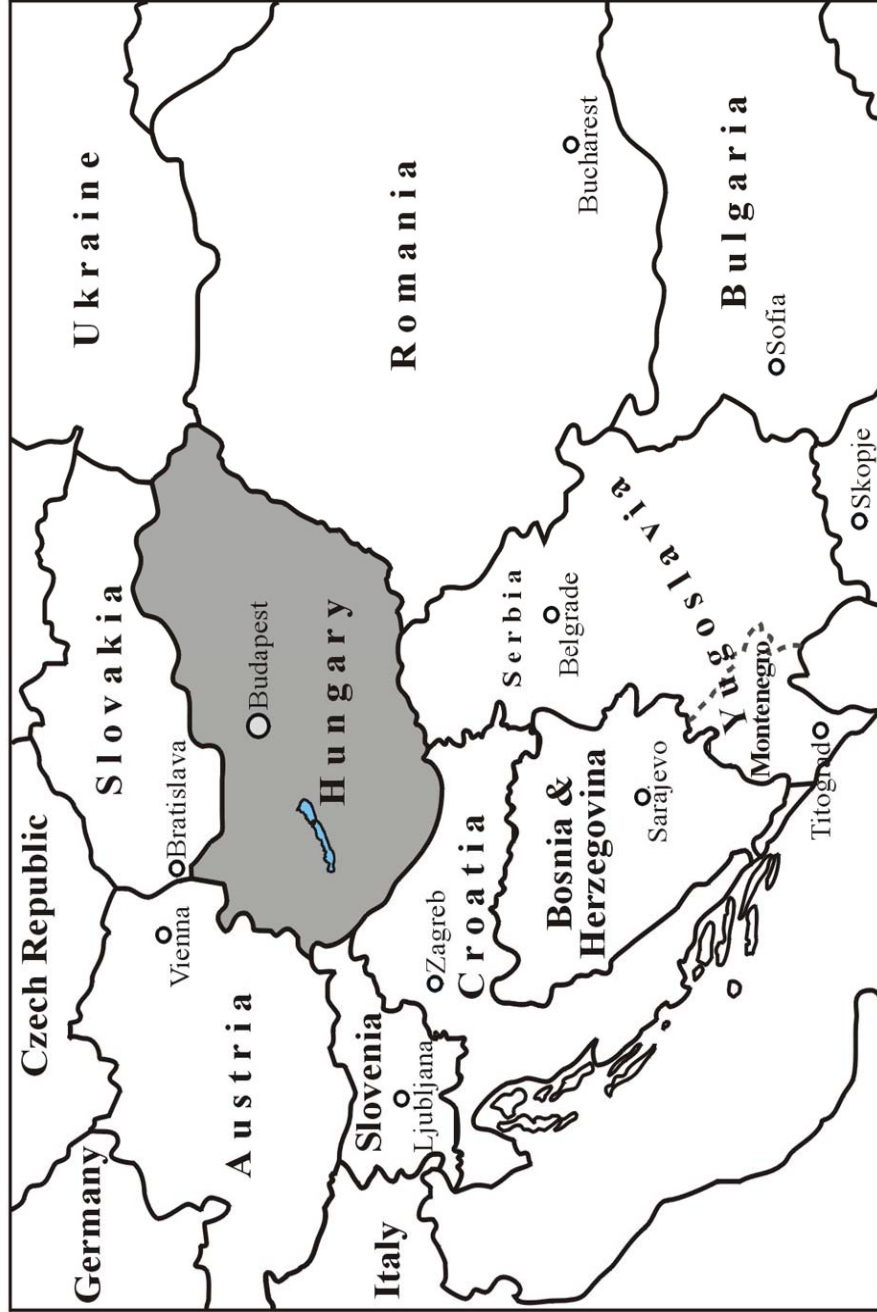 Czech Republic
Ukraine
Germany
Slovakia
Vienna
Bratislava
Austria
Budapest
Hungary
Slovenia
Ljubljana
Italy
Romania
Zagreb
Croatia
Serbia
Belgrade
Bosnia &
Herzegovina
Sarajevo
Bucharest
Yugoslavia
Montenegro
Titograd
Bulgaria
Sofia
Skopje